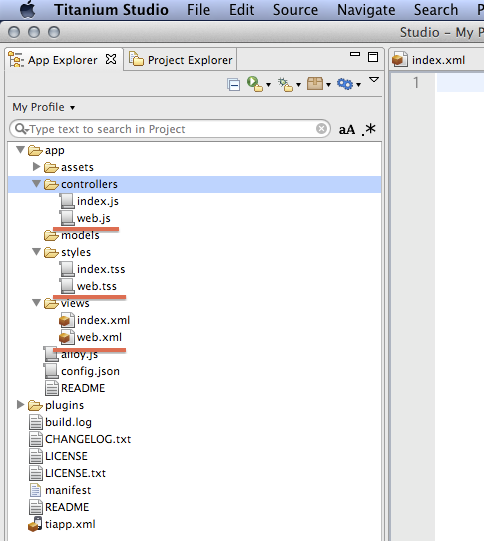 Titanium Studio File Edit Source Navigate Search P
Studio – My P
App Explorer Project Explorer index.xml
1
My Profile
Type text to search in Project aA .*
app
assets
controllers
index.js
web.js
models
styles
index.tss
web.tss
views
index.xml
web.xml
alloy.js
config.json
README
plugins
build.log
CHANGELOG.txt
LICENSE
LICENSE.txt
manifest
README
tiapp.xml